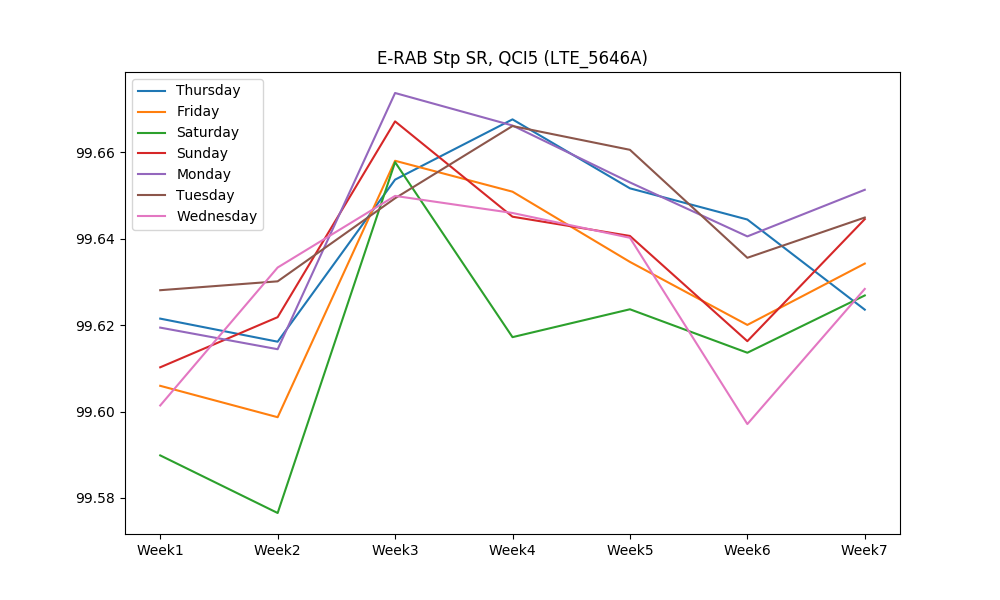 E-RAB Stp SR, QCI5 (LTE_5646A)
Thursday
Friday
Saturday
Sunday
Monday
Tuesday
Wednesday
99.66
99.64
99.62
99.60
99.58
Week1 Week2 Week3 Week4 Week5 Week6 Week7